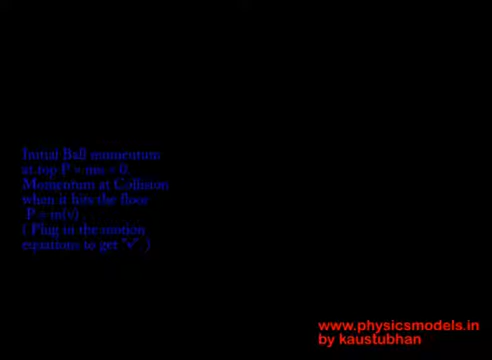 Initial Ball momentum
at top P = mu = 0.
Momentum at Collision
when it hits the floor
P = m(v) .
( Plug in the motion
equations to get "v" )
www.physicsmodels.in
by kaustubhan